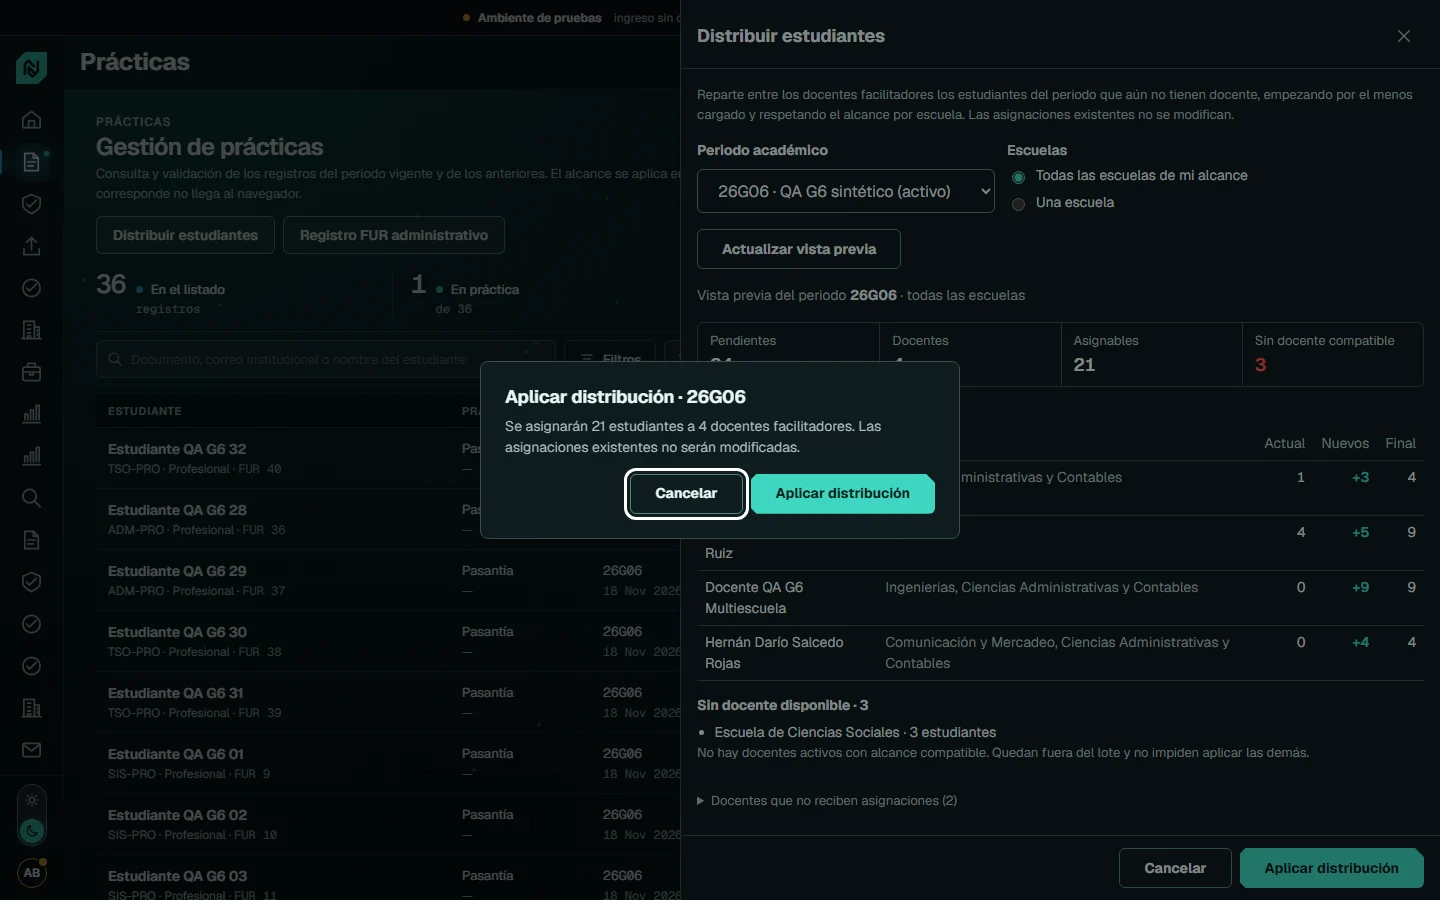 Ambiente de pruebas ingreso sin
Distribuir estudiantes
Prácticas
Reparte entre los docentes facilitadores los estudiantes del periodo que aún no tienen docente, empezando por el menos
cargado y respetando el alcance por escuela. Las asignaciones existentes no se modifican.
PRÁCTICAS
Gestión de prácticas
Consulta y validación de los registros del periodo vigente y de los anteriores. El alcance se aplica
corresponde no llega al navegador.
Distribuir estudiantes
Registro FUR administrativo
36 En el listado
registros
1 En práctica
de 36
Documento, correo institucional o nombre del estudiante
Filtros
ESTUDIANTE
Estudiante QA G6 32
TSO-PRO · Profesional · FUR 40
—
Estudiante QA G6 28
ADM-PRO · Profesional · FUR 36
—
Estudiante QA G6 29 Pasantía 26G06
ADM-PRO · Profesional · FUR 37 — 18 Nov 2026
Estudiante QA G6 30 Pasantía 26G06
TSO-PRO · Profesional · FUR 38 — 18 Nov 2026
Estudiante QA G6 31 Pasantía 26G06
TSO-PRO · Profesional · FUR 39 — 18 Nov 2026
Estudiante QA G6 01 Pasantía 26G06
SIS-PRO · Profesional · FUR 9 — 18 Nov 2026
Estudiante QA G6 02 Pasantía 26G06
SIS-PRO · Profesional · FUR 10 — 18 Nov 2026
Estudiante QA G6 03 Pasantía 26G06
SIS-PRO · Profesional · FUR 11 — 18 Nov 2026
AB
Periodo académico
26G06 · QA G6 sintético (activo)
Escuelas
Todas las escuelas de mi alcance
Una escuela
Actualizar vista previa
Vista previa del periodo 26G06 · todas las escuelas
Pendientes
Docentes
Asignables
21
Sin docente compatible
3
Aplicar distribución · 26G06
Se asignarán 21 estudiantes a 4 docentes facilitadores. Las
asignaciones existentes no serán modificadas.
Cancelar
Aplicar distribución
Actual Nuevos Final
ministrativas y Contables 1 +3 4
4 +5 9
Ruiz
Docente QA G6 Ingenierías, Ciencias Administrativas y Contables 0 +9 9
Multiescuela
Hernán Darío Salcedo Comunicación y Mercadeo, Ciencias Administrativas y 0 +4 4
Rojas Contables
Sin docente disponible · 3
• Escuela de Ciencias Sociales · 3 estudiantes
No hay docentes activos con alcance compatible. Quedan fuera del lote y no impiden aplicar las demás.
Docentes que no reciben asignaciones (2)
Cancelar
Aplicar distribución